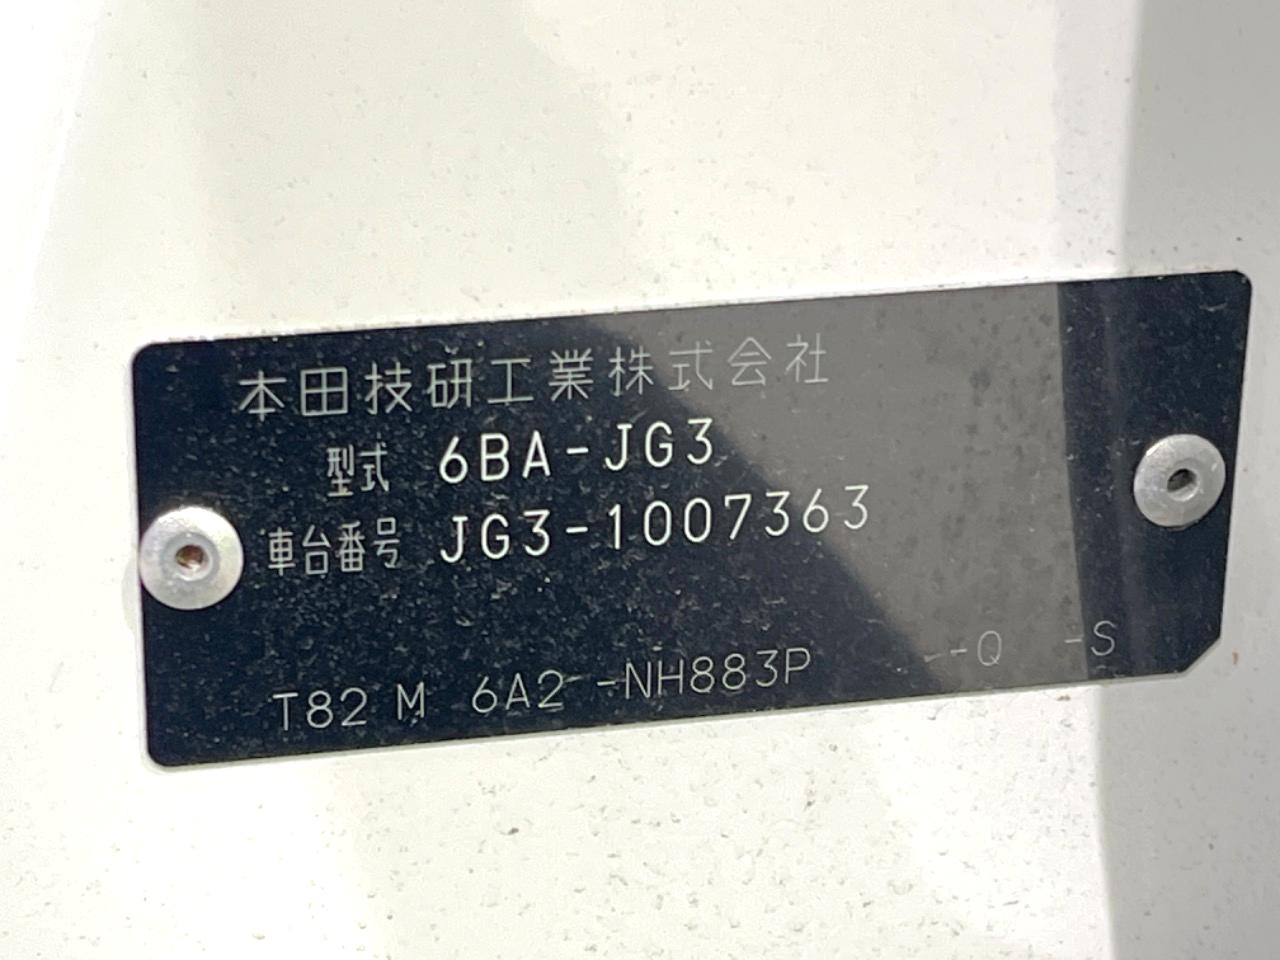 本田技研工業株式会社
型式 6BA-JG3
車台番号 JG3-1007363
T82 M 6A2 -NH883P --Q -S